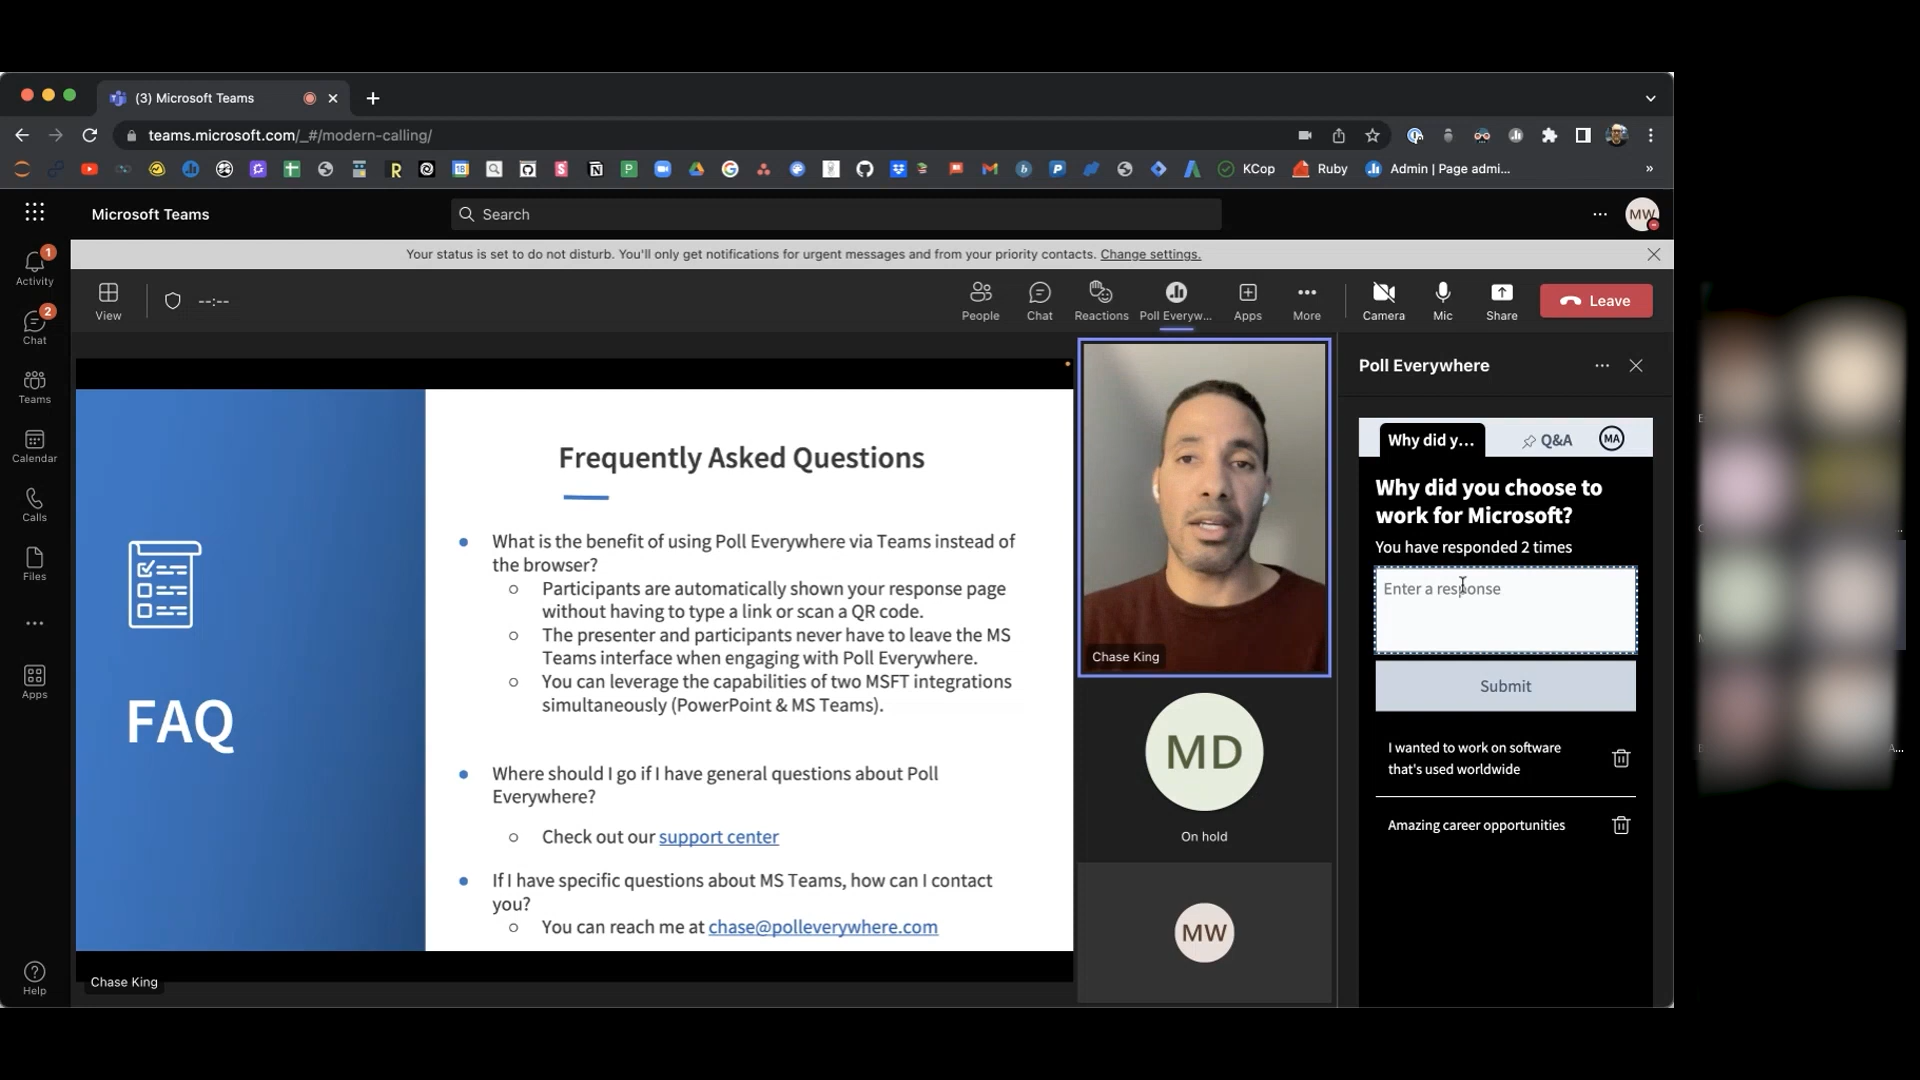 (3) Microsoft Teams
teams.microsoft.com/_#/modern-calling/
KCop
Ruby
Admin | Page admi...
»
Microsoft Teams
Search
MW
Your status is set to do not disturb. You'll only get notifications for urgent messages and from your priority contacts. Change settings.
1
Activity
2
Chat
Teams
Calendar
Calls
Files
Apps
Help
View
--:--
People
Chat
Reactions
Poll Everyw...
Apps
More
Camera
Mic
Share
Leave
FAQ
Frequently Asked Questions
What is the benefit of using Poll Everywhere via Teams instead of
the browser?
Participants are automatically shown your response page
without having to type a link or scan a QR code.
The presenter and participants never have to leave the MS
Teams interface when engaging with Poll Everywhere.
You can leverage the capabilities of two MSFT integrations
simultaneously (PowerPoint & MS Teams).
Where should I go if I have general questions about Poll
Everywhere?
Check out our support center
If I have specific questions about MS Teams, how can I contact
you?
You can reach me at chase@polleverywhere.com
Chase King
Chase King
MD
On hold
MW
Poll Everywhere
Why did y...
Q&A
MA
Why did you choose to
work for Microsoft?
You have responded 2 times
Enter a response
Submit
I wanted to work on software
that's used worldwide
Amazing career opportunities